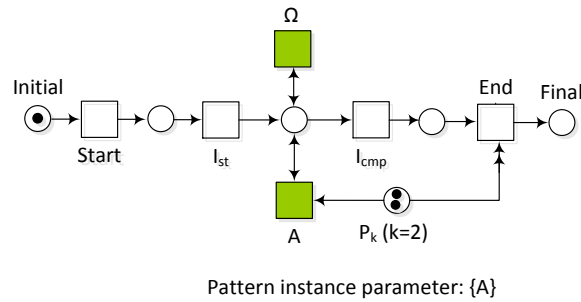 Ω
Initial
End
Final
Start
I_st
I_cmp
A
P_k (k=2)
Pattern instance parameter: {A}